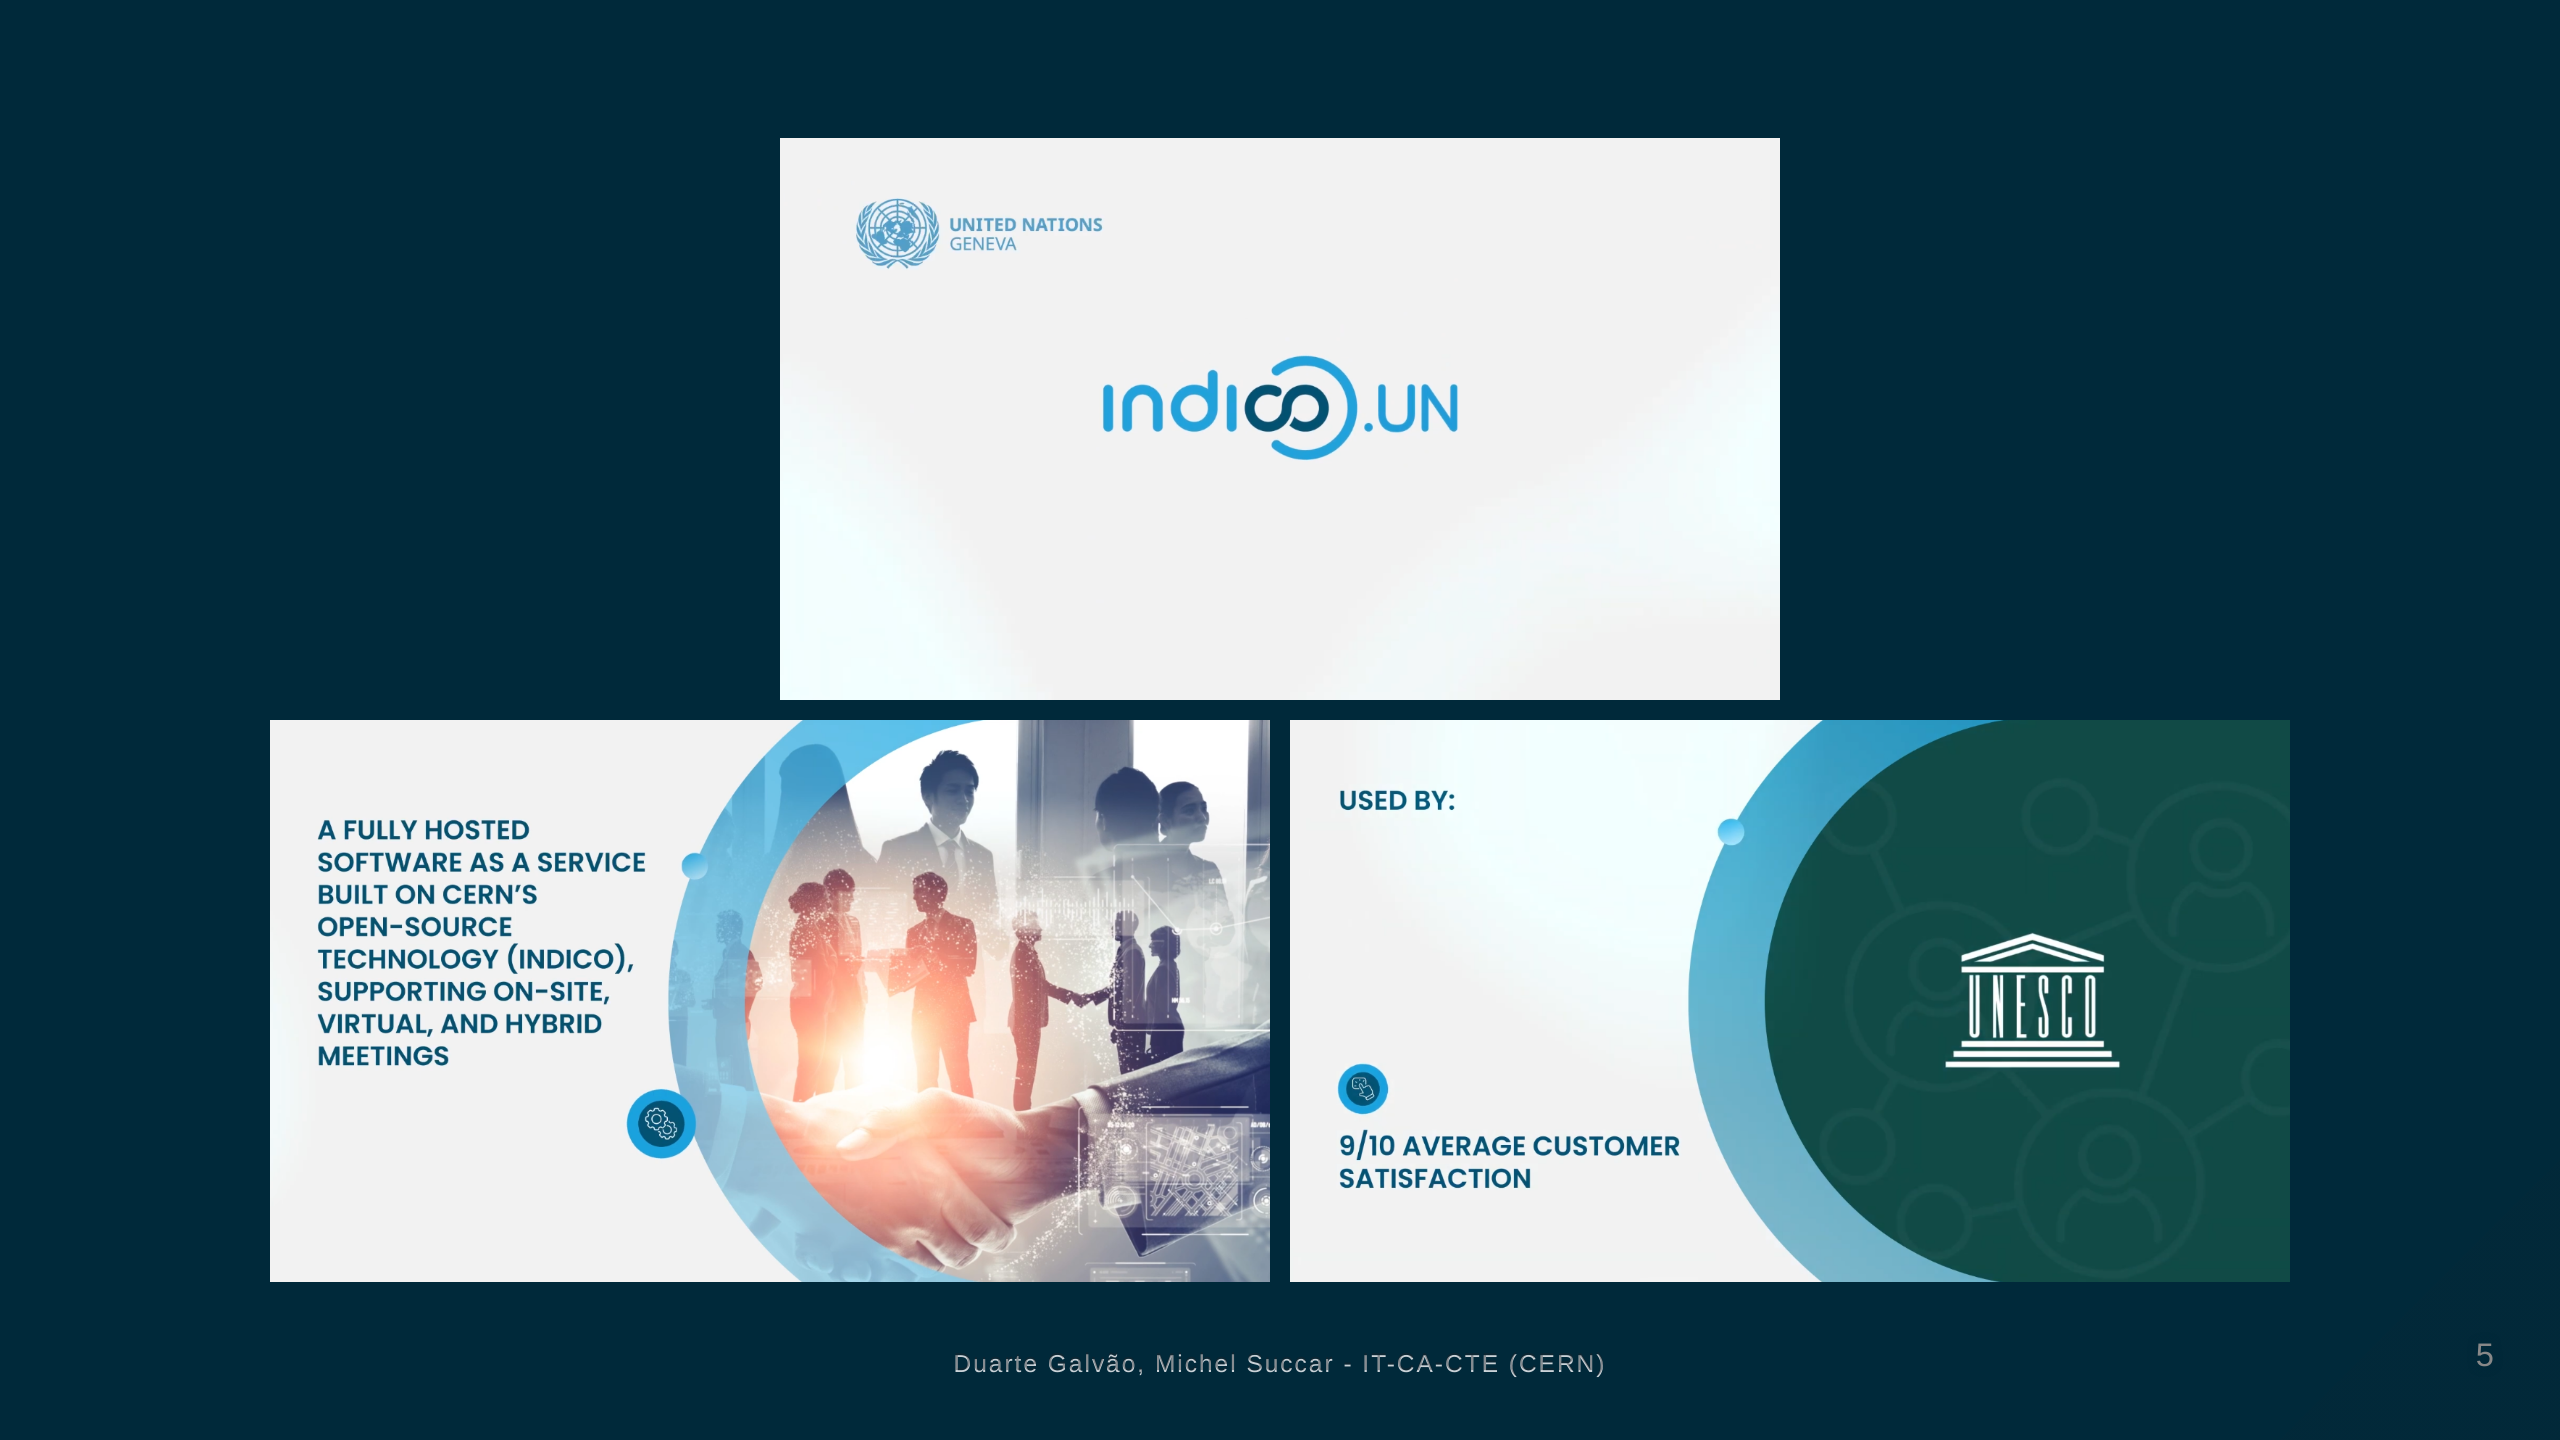 UNITED NATIONS
GENEVA
indico.UN
A FULLY HOSTED
SOFTWARE AS A SERVICE
BUILT ON CERN’S
OPEN-SOURCE
TECHNOLOGY (INDICO),
SUPPORTING ON-SITE,
VIRTUAL, AND HYBRID
MEETINGS
USED BY:
UNESCO
9/10 AVERAGE CUSTOMER
SATISFACTION
Duarte Galvão, Michel Succar - IT-CA-CTE (CERN)
5